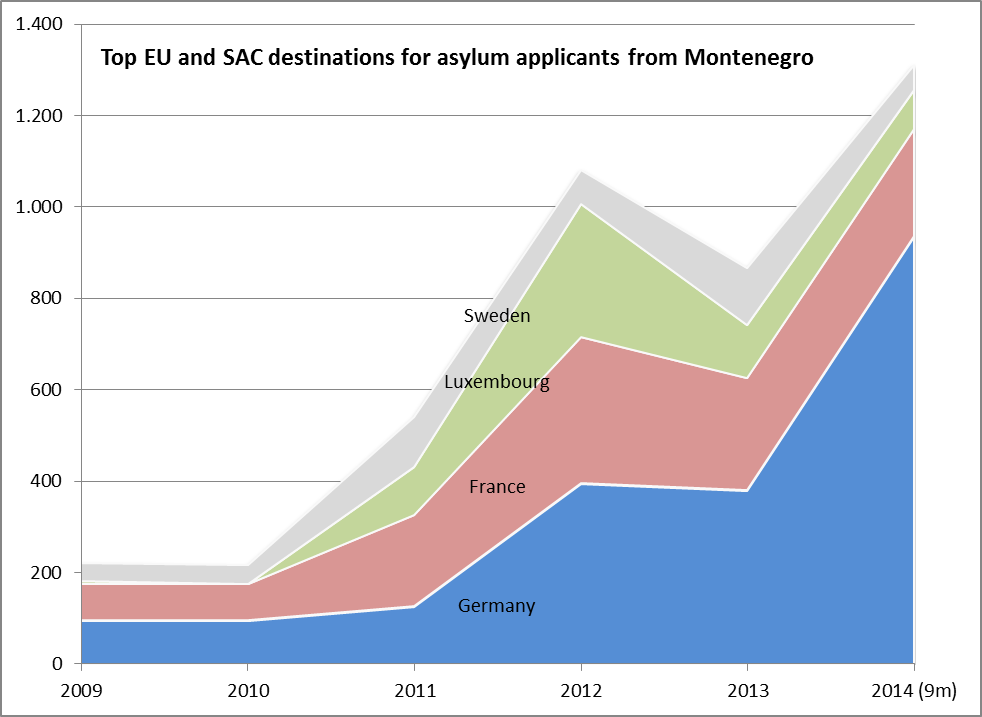 1.400
Top EU and SAC destinations for asylum applicants from Montenegro
1.200
1.000
800
Sweden
Luxembourg
600
400
France
200
Germany
0
2009 2010 2011 2012 2013 2014 (9m)